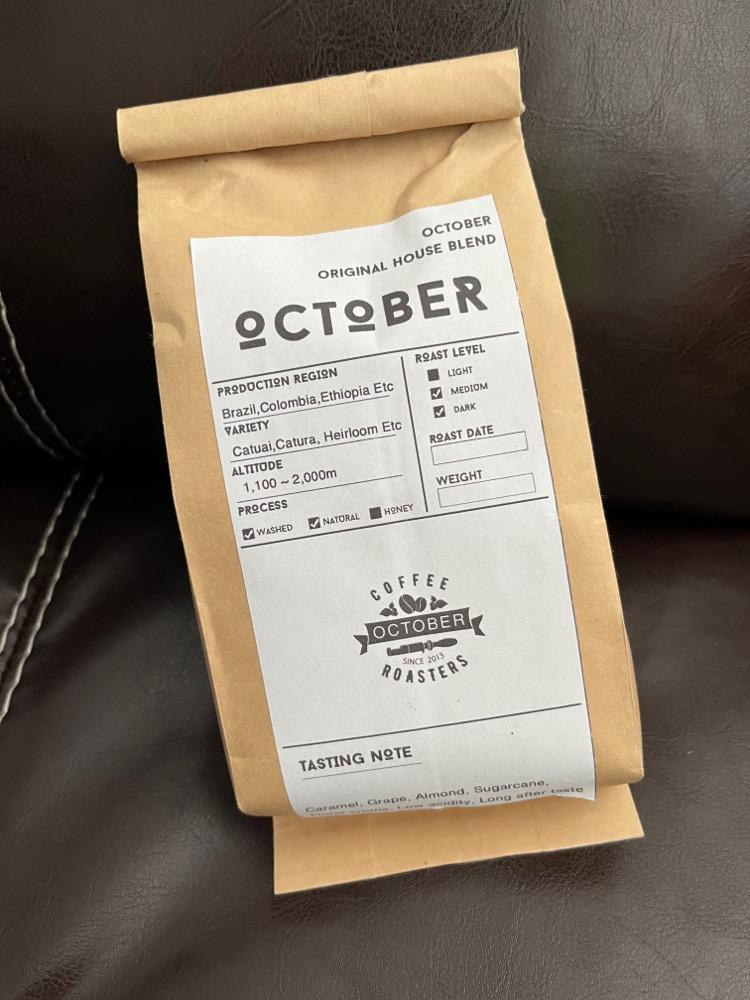 OCTOBER
ORIGINAL HOUSE BLEND
OCTOBER
PRODUCTION REGION
Brazil,Colombia,Ethiopia Etc
VARIETY
Catuai,Catura, Heirloom Etc
ALTITUDE
1,100 ~ 2,000m
PROCESS
WASHED NATURAL HONEY
ROAST LEVEL
LIGHT
MEDIUM
DARK
ROAST DATE
WEIGHT
COFFEE
OCTOBER
SINCE 2013
ROASTERS
TASTING NOTE
Caramel, Grape, Almond, Sugarcane,
aroma, Low acidity, Long after taste